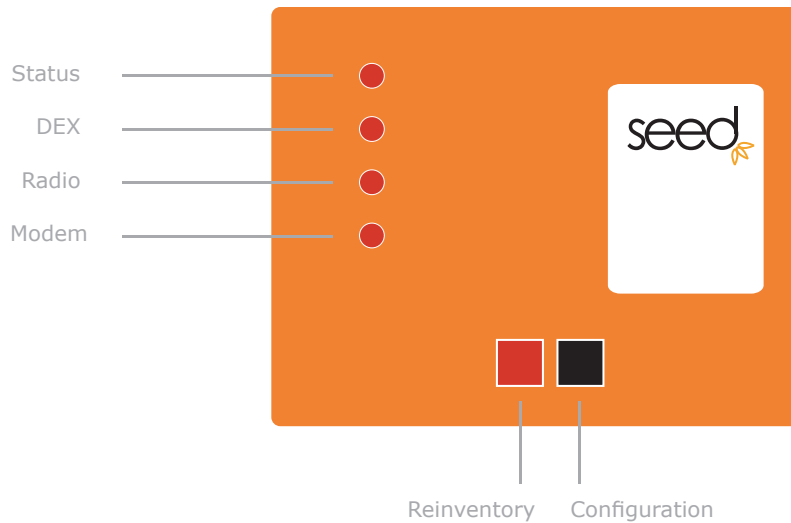 Status
DEX
Radio
Modem
seed
Reinventory
Configuration